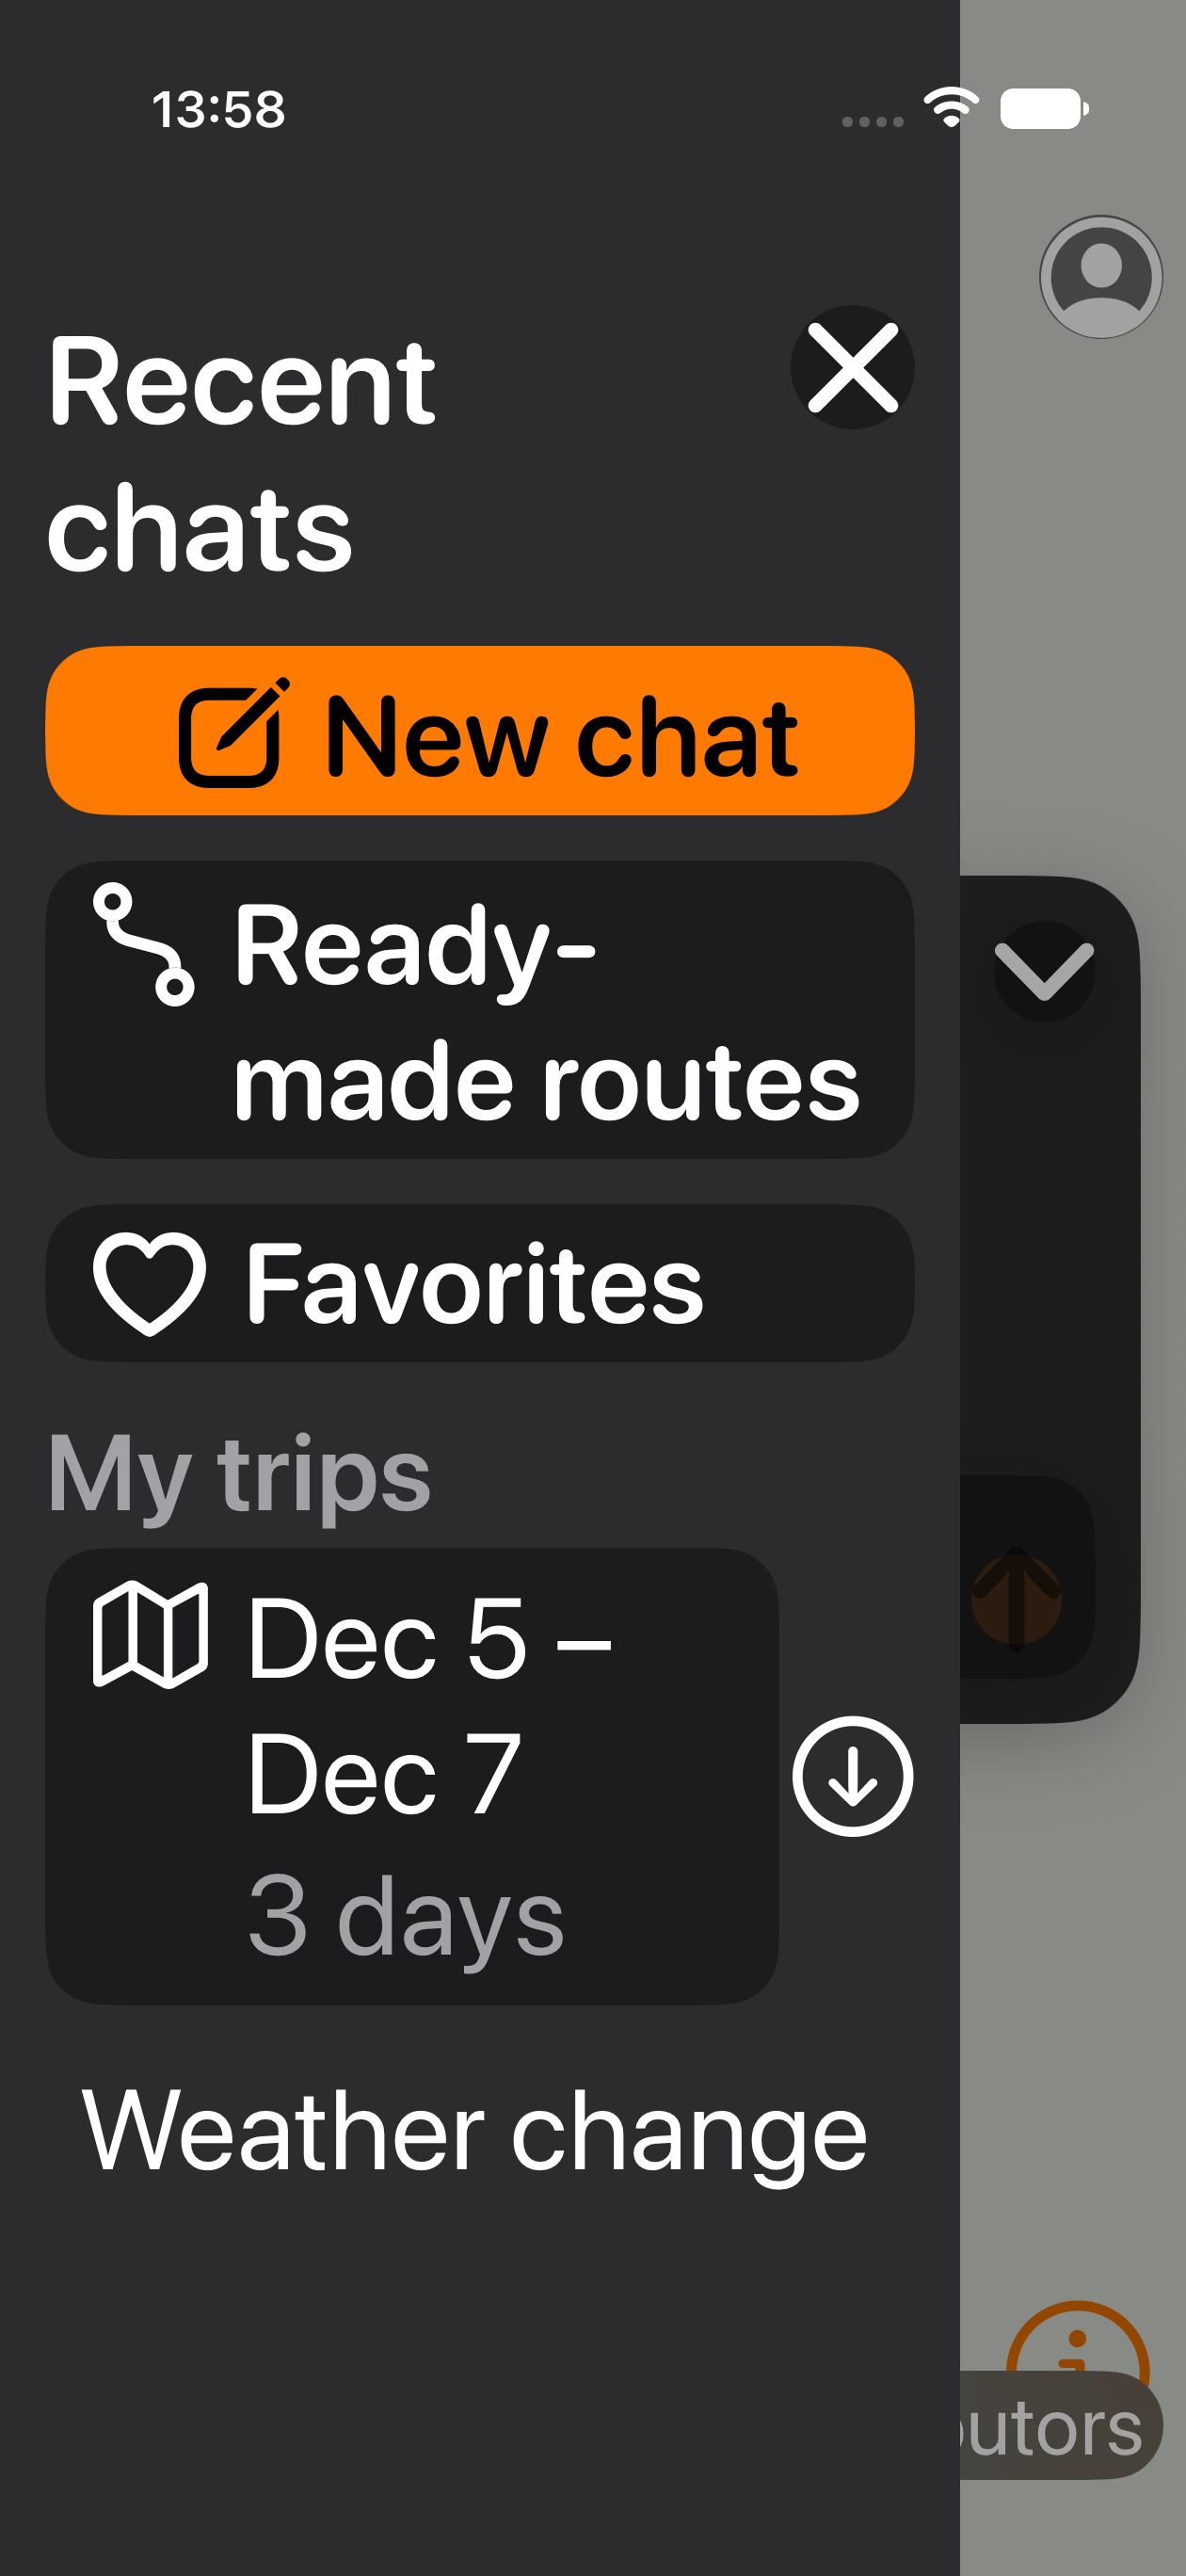 13:58
Recent
chats
New chat
Ready-
made routes
Favorites
My trips
Dec 5 –
Dec 7
3 days
Weather change
utors